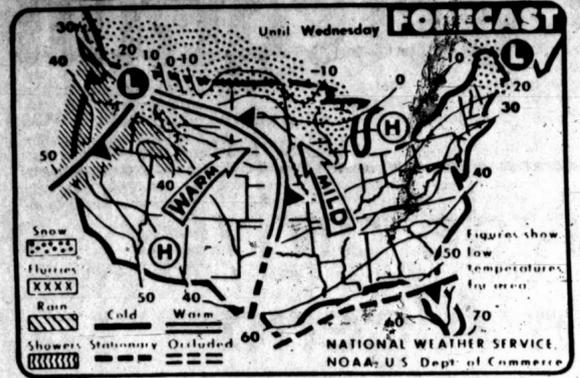 Until Wednesday FORECAST
30
20 10 0 -10
-10
0
10
L
20
30
40
L
H
50
40
WARM
MILD
40
H
50
Figures show
low
temperatures
for area
Snow
Flurries
XXXX
Rain
Showers
50
40
60
60
70
Cold Warm
Stationary Occluded
NATIONAL WEATHER SERVICE,
NOAA, U S Dept of Commerce